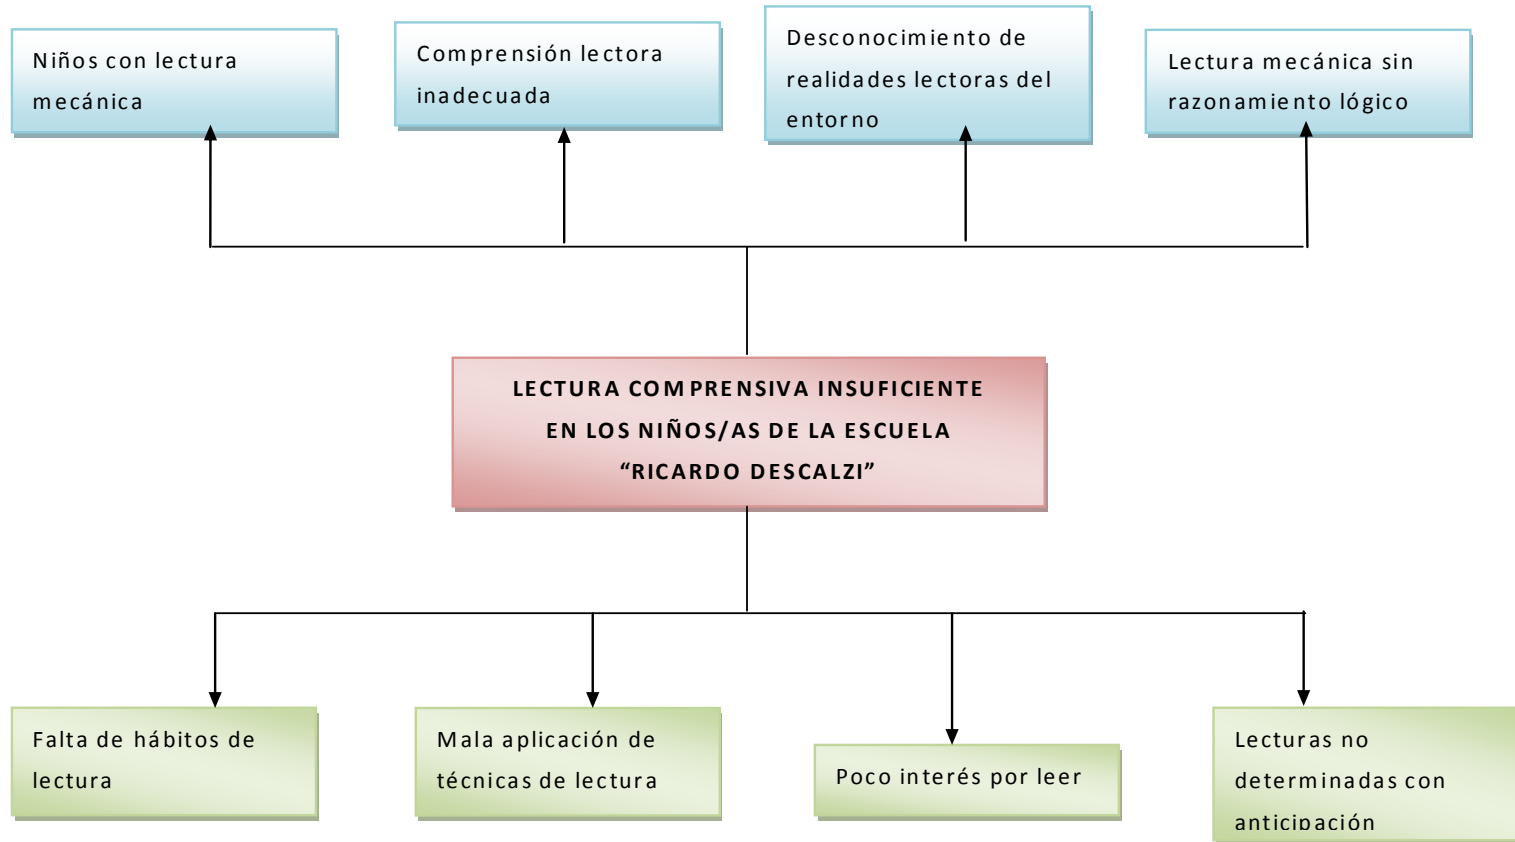 Niños con lectura
mecánica
Comprensión lectora
inadecuada
Desconocimiento de
realidades lectoras del
entorno
Lectura mecánica sin
razonamiento lógico
LECTURA COMPRENSIVA INSUFICIENTE
EN LOS NIÑOS/AS DE LA ESCUELA
“RICARDO DESCALZI”
Falta de hábitos de
lectura
Mala aplicación de
técnicas de lectura
Poco interés por leer
Lecturas no
determinadas con
anticipación